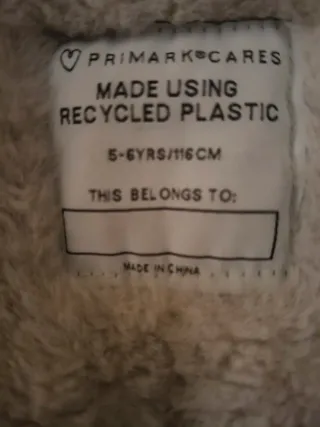 PRIMARK®CARES
MADE USING
RECYCLED PLASTIC
5-6YRS/116CM
THIS BELONGS TO:
MADE IN CHINA